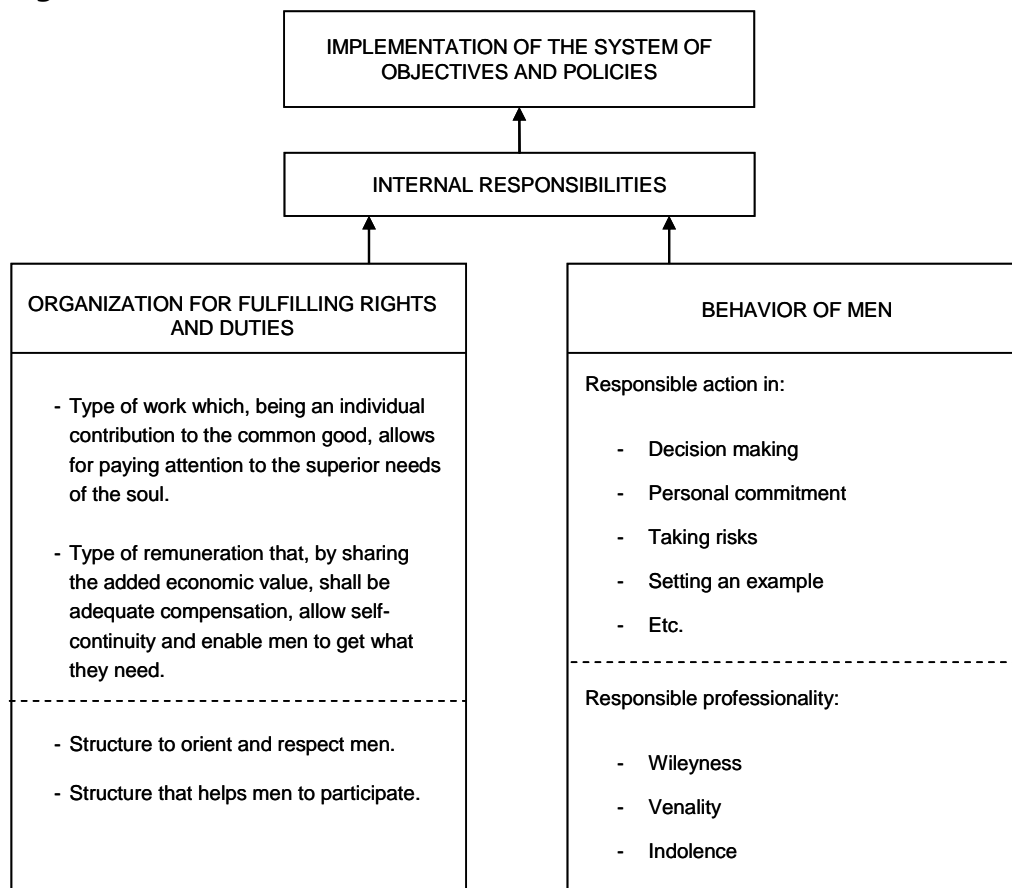 IMPLEMENTATION OF THE SYSTEM OF
OBJECTIVES AND POLICIES
INTERNAL RESPONSIBILITIES
ORGANIZATION FOR FULFILLING RIGHTS
AND DUTIES
- Type of work which, being an individual
contribution to the common good, allows
for paying attention to the superior needs
of the soul.
- Type of remuneration that, by sharing
the added economic value, shall be
adequate compensation, allow self-
continuity and enable men to get what
they need.
- Structure to orient and respect men.
- Structure that helps men to participate.
BEHAVIOR OF MEN
Responsible action in:
- Decision making
- Personal commitment
- Taking risks
- Setting an example
- Etc.
Responsible professionality:
- Wileyness
- Venality
- Indolence